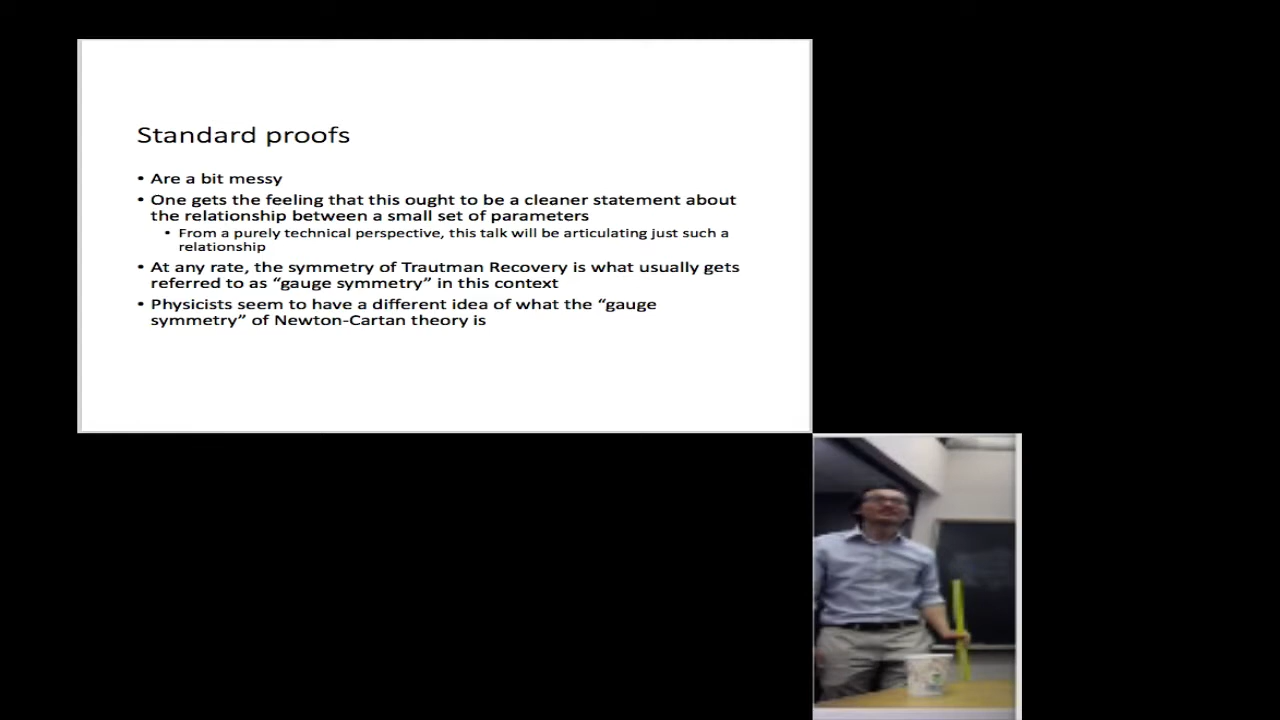 Standard proofs
• Are a bit messy
• One gets the feeling that this ought to be a cleaner statement about
the relationship between a small set of parameters
• From a purely technical perspective, this talk will be articulating just such a
relationship
• At any rate, the symmetry of Trautman Recovery is what usually gets
referred to as “gauge symmetry” in this context
• Physicists seem to have a different idea of what the “gauge
symmetry” of Newton-Cartan theory is